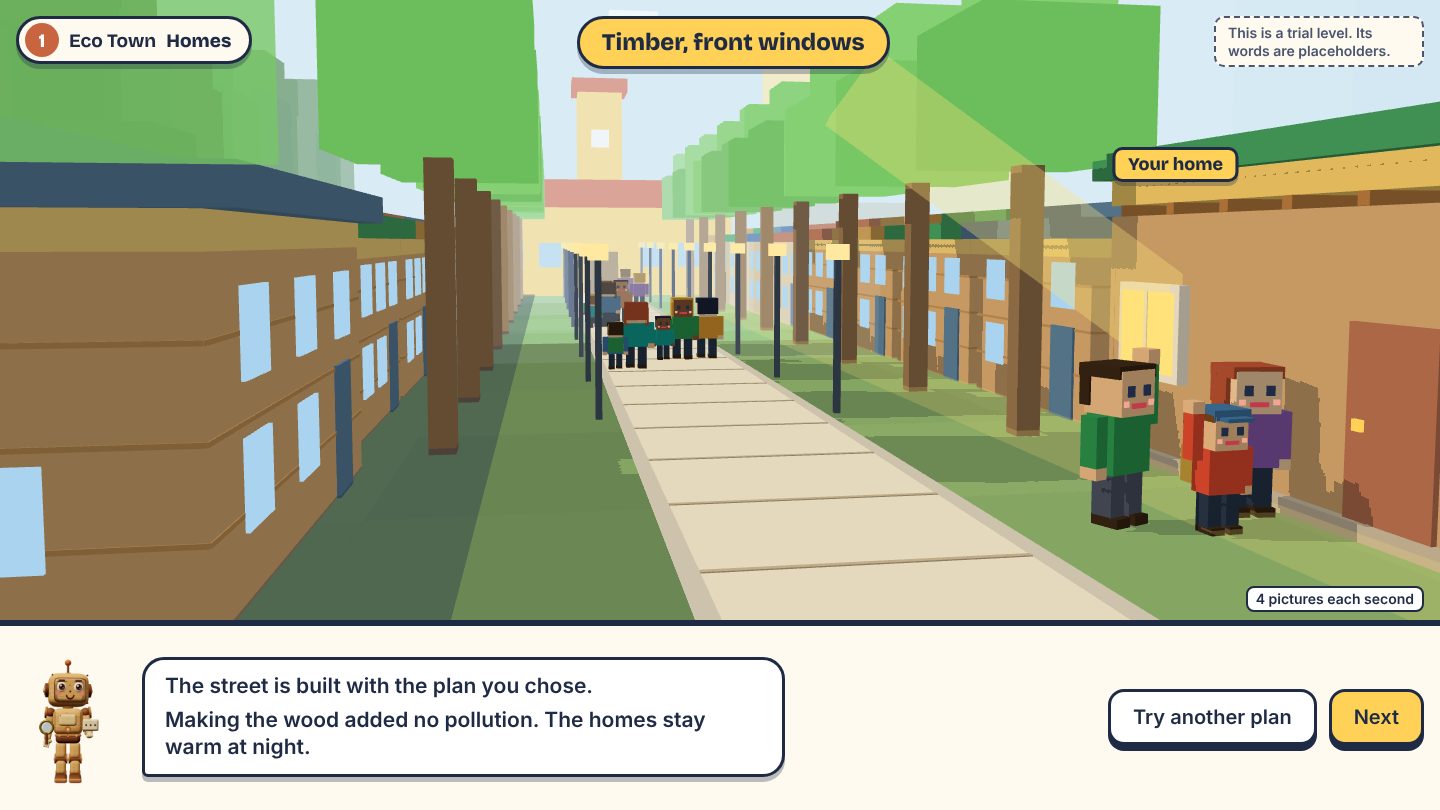 1 Eco Town Homes
Timber, front windows
This is a trial level. Its
words are placeholders.
Your home
4 pictures each second
The street is built with the plan you chose.
Making the wood added no pollution. The homes stay
warm at night.
Try another plan
Next